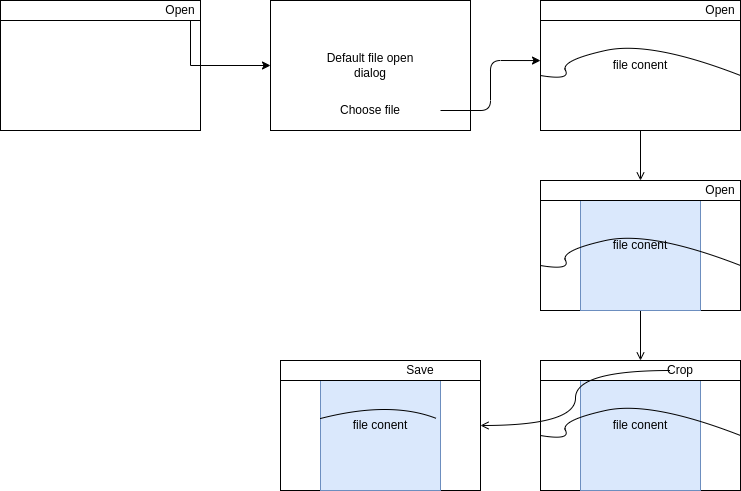 Open
Default file open
dialog
Choose file
Open
file conent
Open
file conent
Save
file conent
Crop
file conent